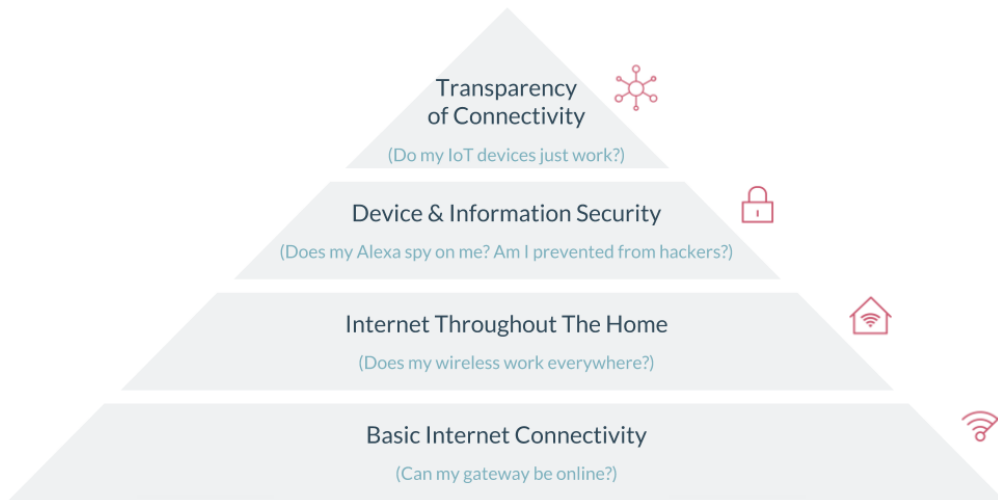 Transparency
of Connectivity
(Do my IoT devices just work?)
Device & Information Security
(Does my Alexa spy on me? Am I prevented from hackers?)
Internet Throughout The Home
(Does my wireless work everywhere?)
Basic Internet Connectivity
(Can my gateway be online?)